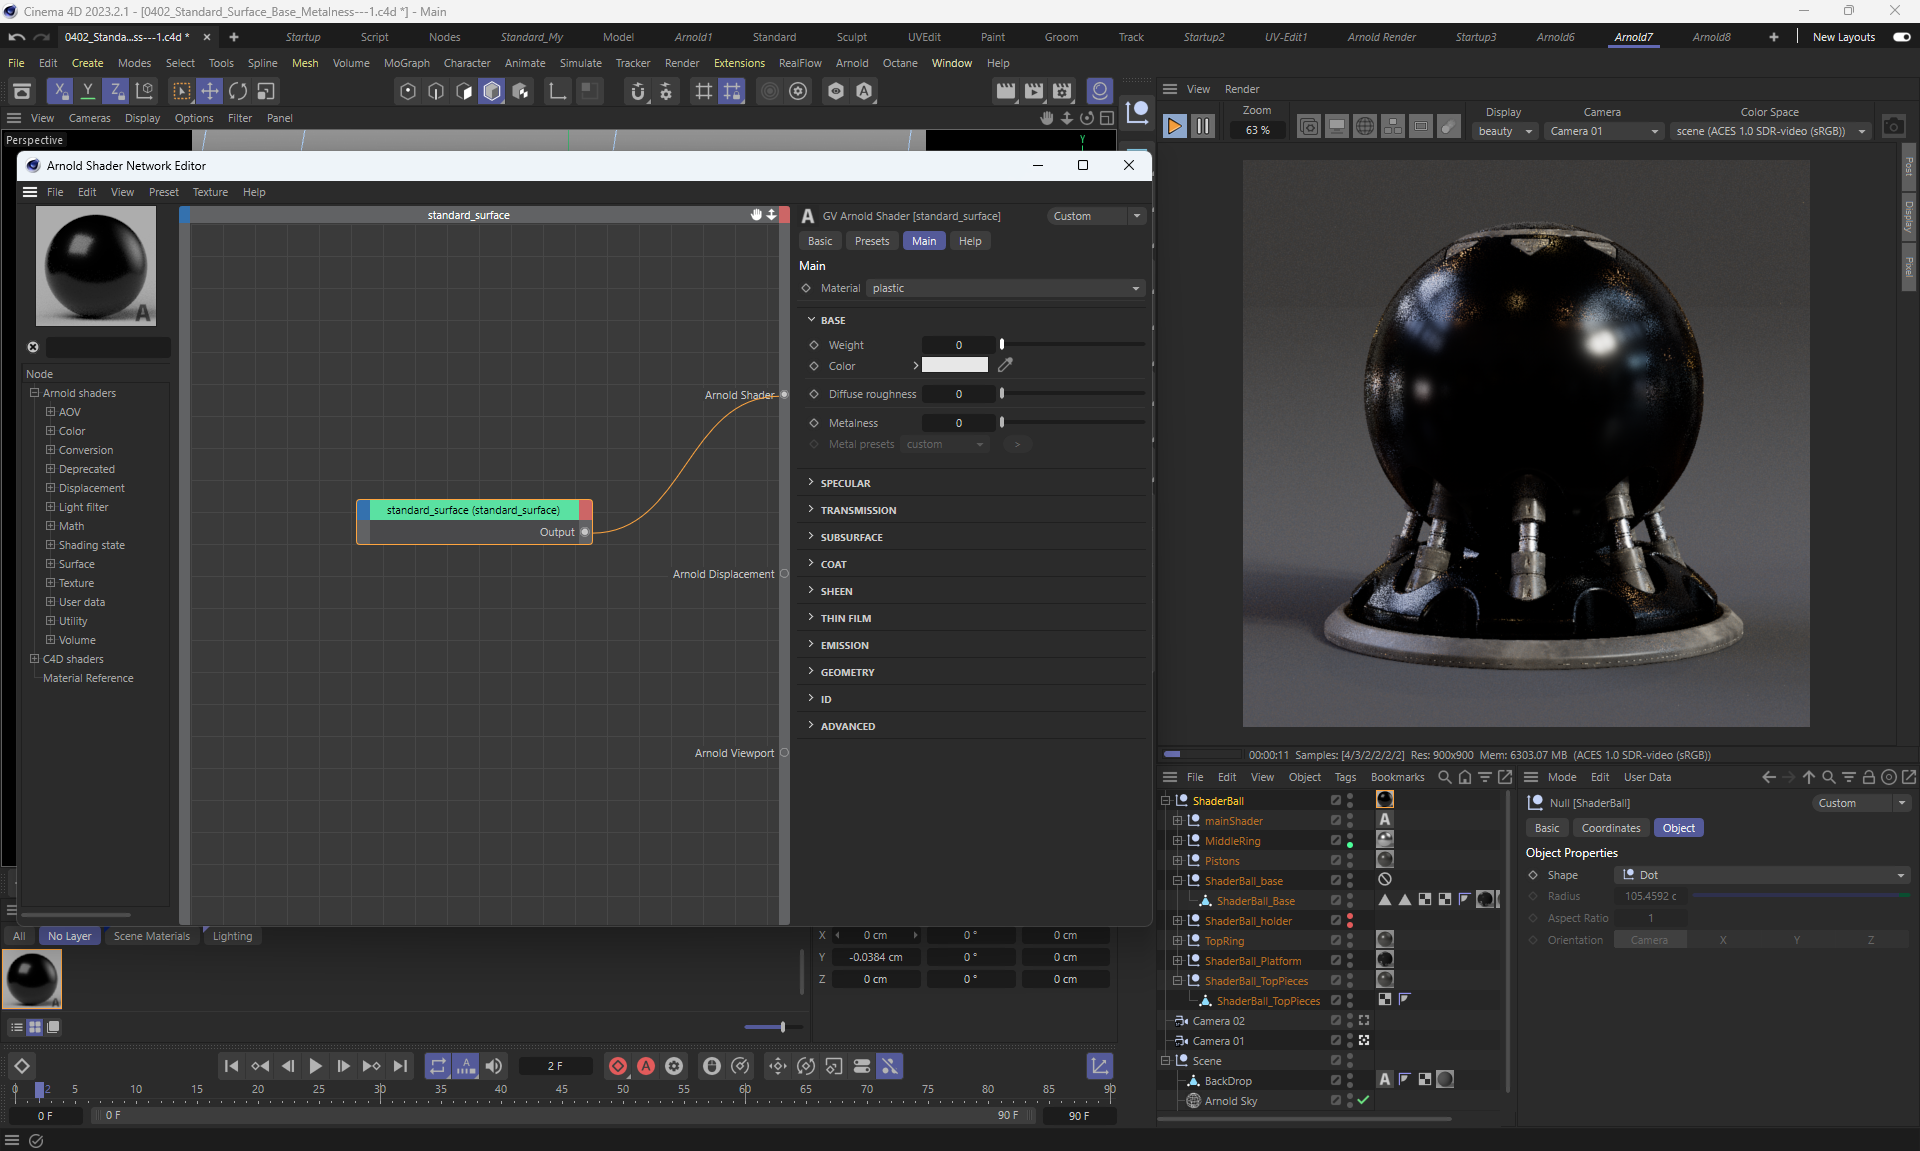 Cinema 4D 2023.2.1 - [0402_Standard_Surface_Base_Metalness---1.c4d *] - Main
0402_Standa...ss---1.c4d *
Startup Script Nodes Standard_My Model Arnold1 Standard Sculpt UVEdit Paint Groom Track Startup2 UV-Edit1 Arnold Render Startup3 Arnold6 Arnold7 Arnold8 New Layouts
File Edit Create Modes Select Tools Spline Mesh Volume MoGraph Character Animate Simulate Tracker Render Extensions RealFlow Arnold Octane Window Help
X Y Z
View Cameras Display Options Filter Panel
Perspective
Y
Arnold Shader Network Editor
File Edit View Preset Texture Help
A
Node
Arnold shaders
AOV
Color
Conversion
Deprecated
Displacement
Light filter
Math
Shading state
Surface
Texture
User data
Utility
Volume
C4D shaders
Material Reference
standard_surface
Arnold Shader
standard_surface (standard_surface)
Output
Arnold Displacement
Arnold Viewport
A GV Arnold Shader [standard_surface] Custom
Basic Presets Main Help
Main
Material plastic
BASE
Weight 0
Color
Diffuse roughness 0
Metalness 0
Metal presets custom >
SPECULAR
TRANSMISSION
SUBSURFACE
COAT
SHEEN
THIN FILM
EMISSION
GEOMETRY
ID
ADVANCED
View Render
Zoom Display Camera Color Space
63 % beauty Camera 01 scene (ACES 1.0 SDR-video (sRGB))
Post
Display
Pixel
00:00:11 Samples: [4/3/2/2/2/2] Res: 900x900 Mem: 6303.07 MB (ACES 1.0 SDR-video (sRGB))
File Edit View Object Tags Bookmarks
ShaderBall
mainShader A
MiddleRing
Pistons
ShaderBall_base
ShaderBall_Base
ShaderBall_holder
TopRing
ShaderBall_Platform
ShaderBall_TopPieces
ShaderBall_TopPieces
Camera 02
Camera 01
Scene
BackDrop A
Arnold Sky
Mode Edit User Data
Null [ShaderBall] Custom
Basic Coordinates Object
Object Properties
Shape Dot
Radius 105.4592 c
Aspect Ratio 1
Orientation Camera X Y Z
All No Layer Scene Materials Lighting
X 0 cm 0 ° 0 cm
Y -0.0384 cm 0 ° 0 cm
Z 0 cm 0 ° 0 cm
2 F
0 2 5 10 15 20 25 30 35 40 45 50 55 60 65 70 75 80 85 90
0 F 0 F 90 F 90 F